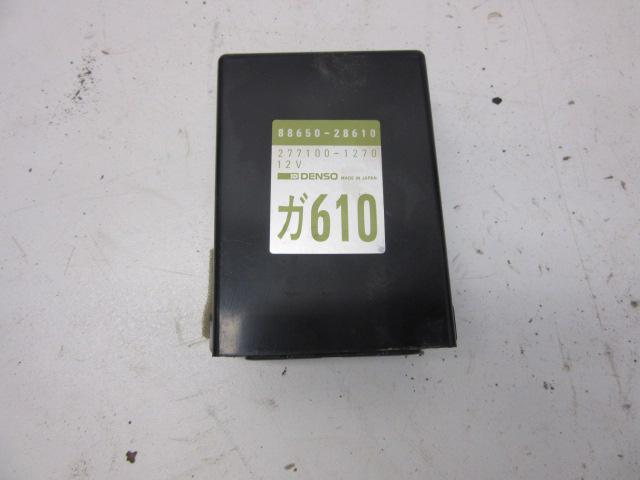 88650-28610
277100-1270
12V
DENSO MADE IN JAPAN
ガ610